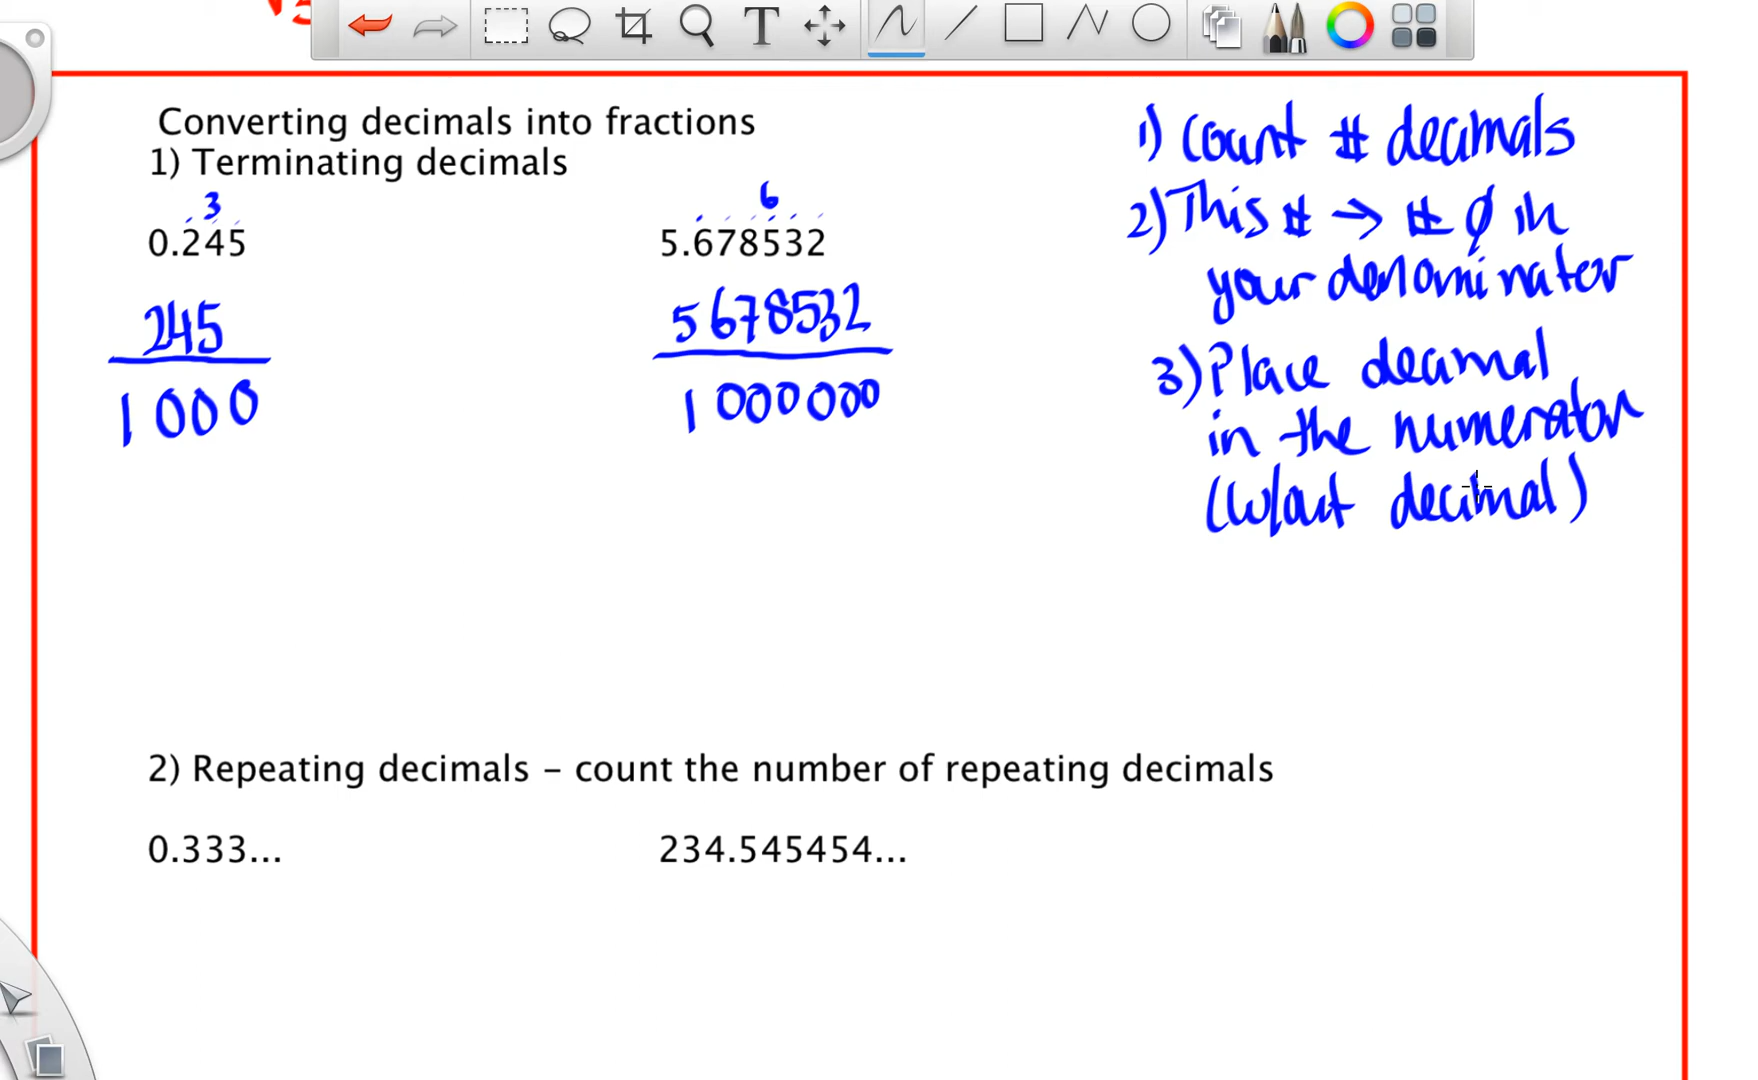 Converting decimals into fractions
1) Terminating decimals
3
0.245
245
1000
6
5.678532
5678532
1000000
1) Count # decimals
2) This # → # 0 in
your denominator
3) Place decimal
in the numerator
(w/out decimal)
2) Repeating decimals – count the number of repeating decimals
0.333...
234.545454...